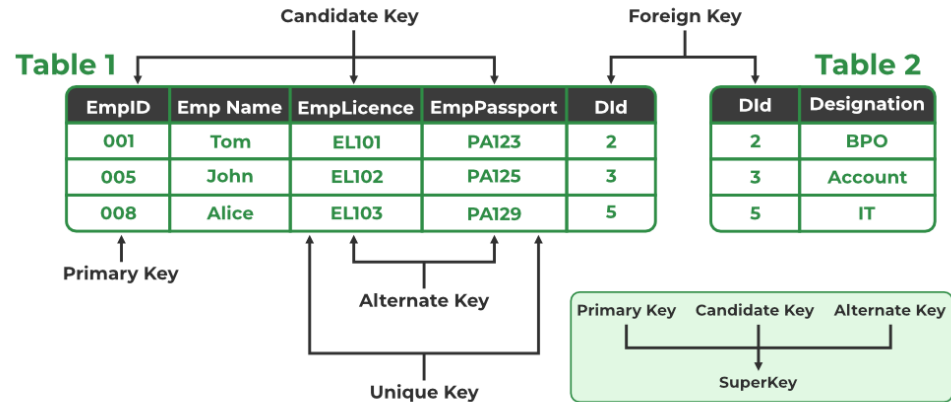 Candidate Key
Foreign Key
Table 1
Table 2
EmpID Emp Name EmpLicence EmpPassport DId
001 Tom EL101 PA123 2
005 John EL102 PA125 3
008 Alice EL103 PA129 5
DId Designation
2 BPO
3 Account
5 IT
Primary Key
Alternate Key
Unique Key
Primary Key Candidate Key Alternate Key
SuperKey